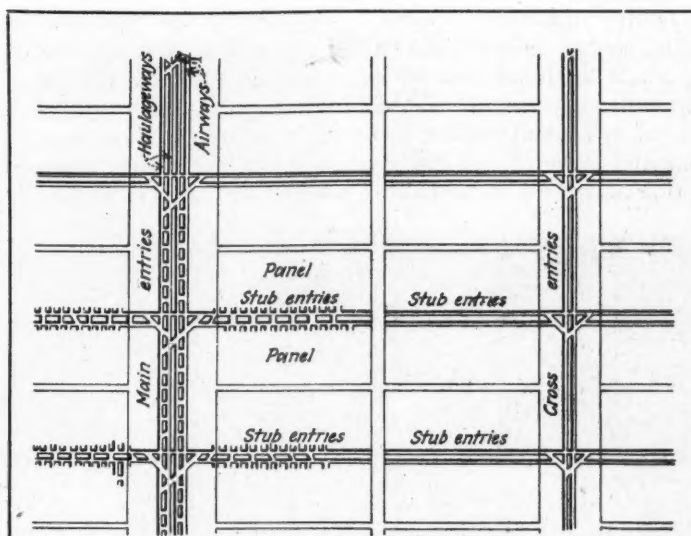 Haulageways
Airways
entries
Main
Panel
Stub entries
Stub entries
Panel
Stub entries
Stub entries
entries
Cross